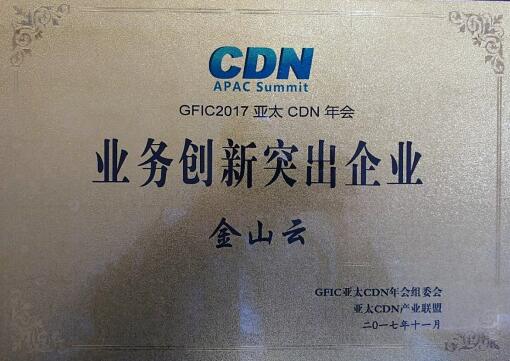 CDN
APAC Summit
GFIC2017 亚太 CDN 年会
业务创新突出企业
金山云
GFIC亚太CDN年会组委会
亚太CDN产业联盟
二〇一七年十一月